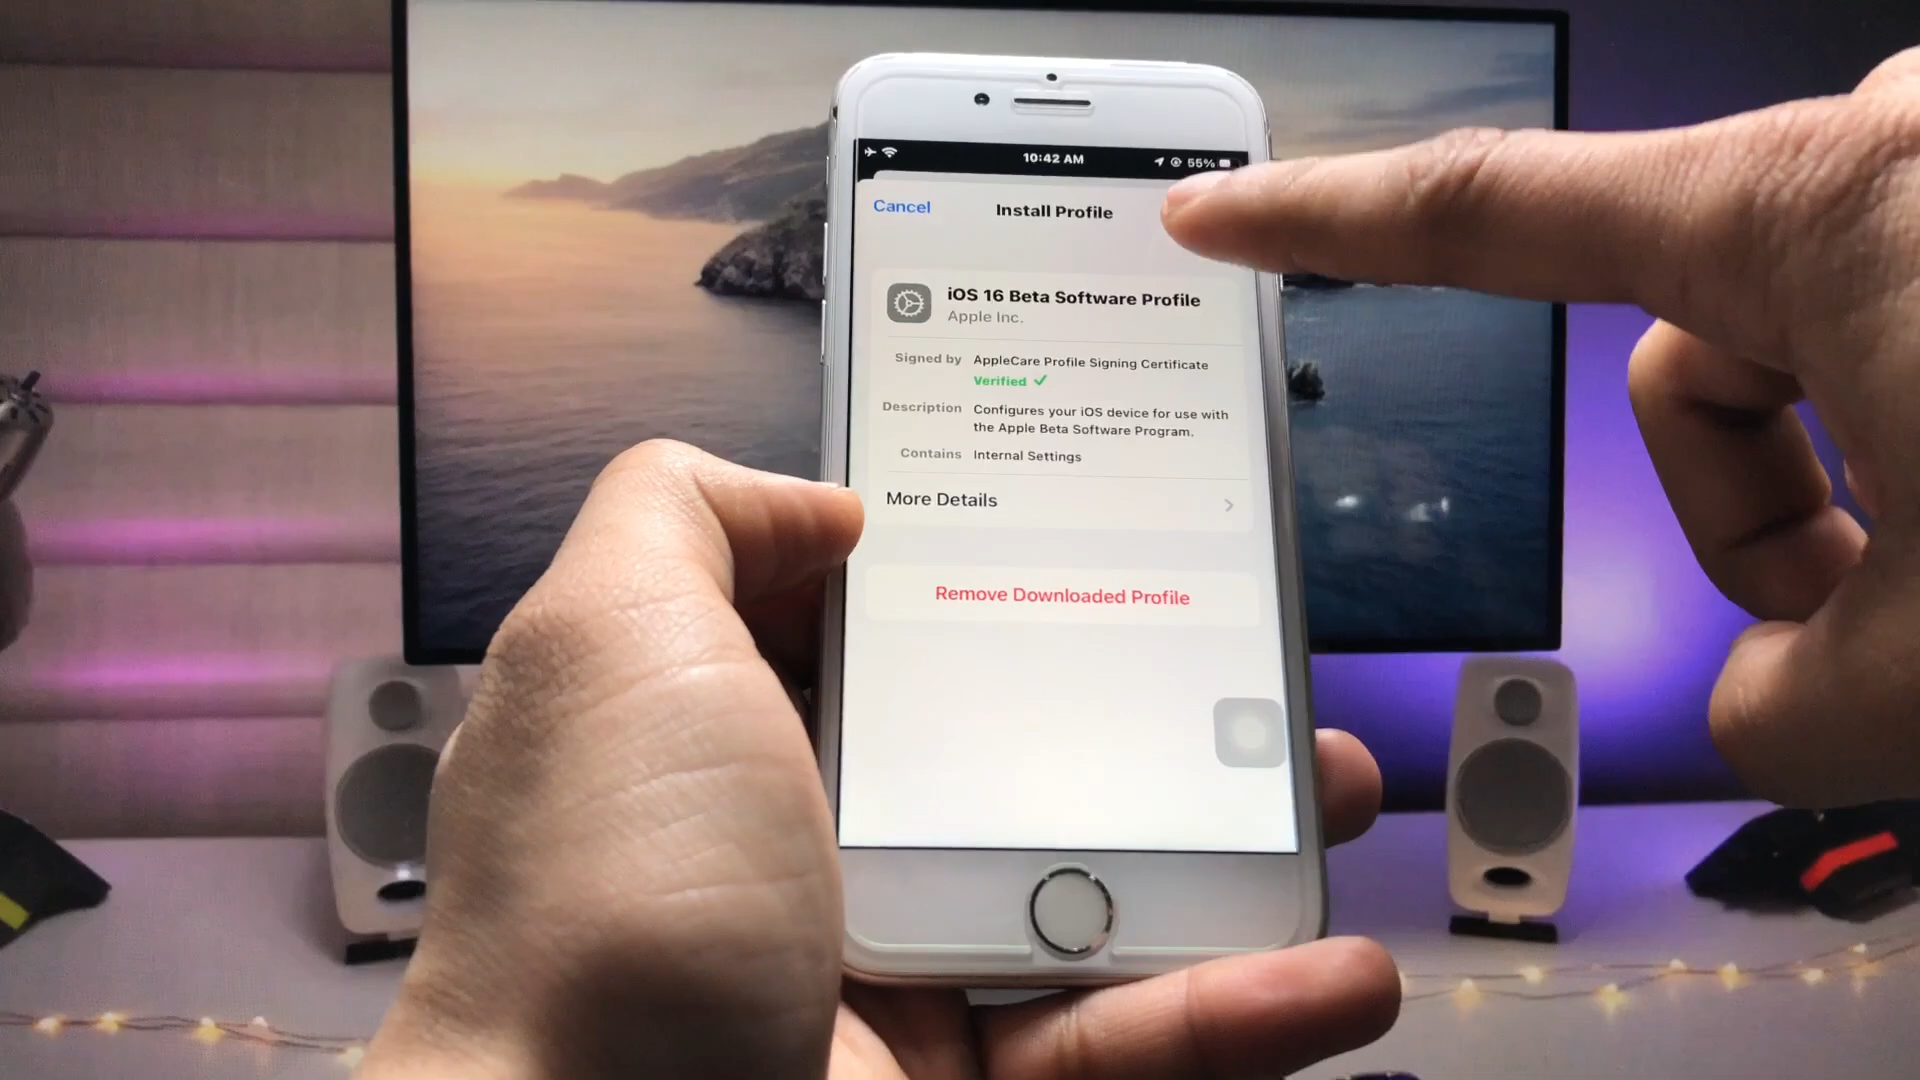 10:42 AM
55%
Cancel
Install Profile
iOS 16 Beta Software Profile
Apple Inc.
Signed by AppleCare Profile Signing Certificate
Verified ✓
Description Configures your iOS device for use with
the Apple Beta Software Program.
Contains Internal Settings
More Details
Remove Downloaded Profile